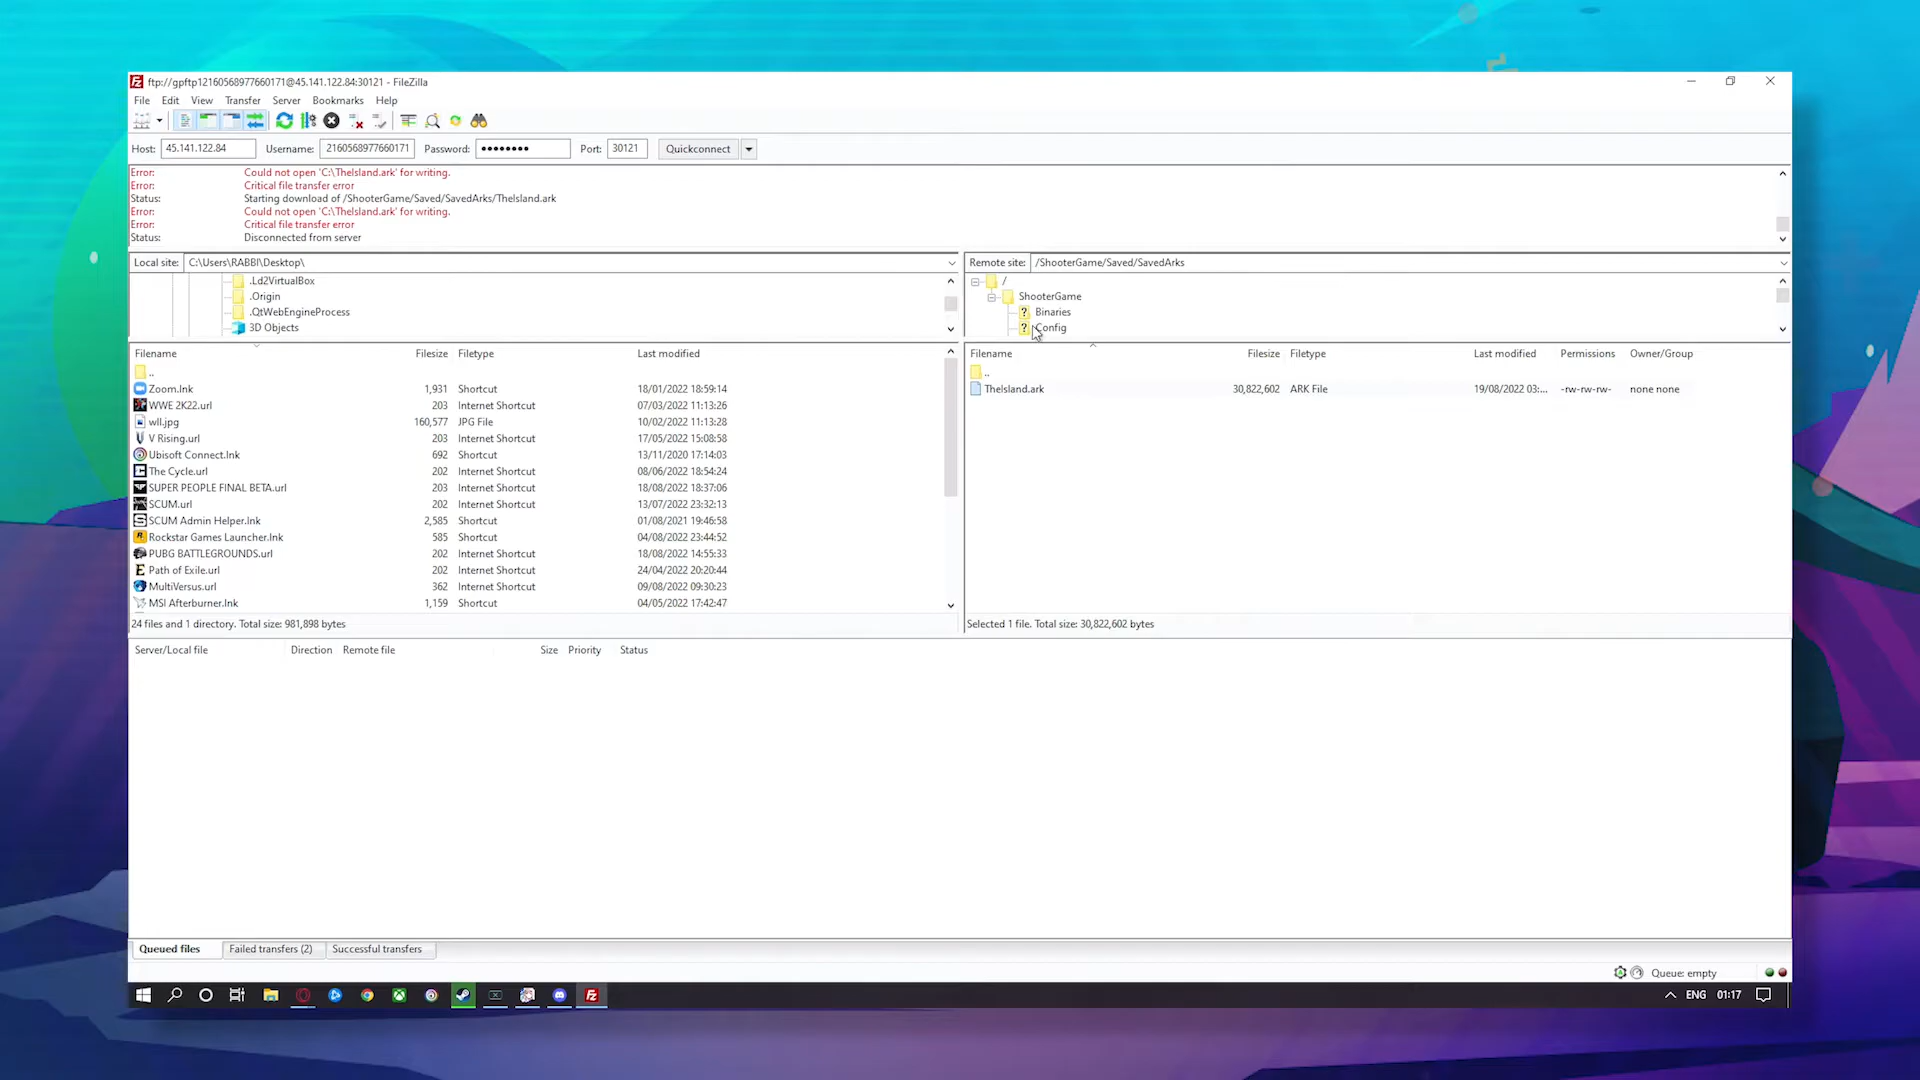 ftp://gpftp12160568977660171@45.141.122.84:30121 - FileZilla
File Edit View Transfer Server Bookmarks Help
Host: 45.141.122.84 Username: 2160568977660171 Password: ●●●●●●●● Port: 30121 Quickconnect
Error: Could not open 'C:\TheIsland.ark' for writing.
Error: Critical file transfer error
Status: Starting download of /ShooterGame/Saved/SavedArks/TheIsland.ark
Error: Could not open 'C:\TheIsland.ark' for writing.
Error: Critical file transfer error
Status: Disconnected from server
Local site: C:\Users\RABBI\Desktop\
.Ld2VirtualBox
.Origin
.QtWebEngineProcess
3D Objects
Filename Filesize Filetype Last modified
..
Zoom.lnk 1,931 Shortcut 18/01/2022 18:59:14
WWE 2K22.url 203 Internet Shortcut 07/03/2022 11:13:26
wll.jpg 160,577 JPG File 10/02/2022 11:13:28
V Rising.url 203 Internet Shortcut 17/05/2022 15:08:58
Ubisoft Connect.lnk 692 Shortcut 13/11/2020 17:14:03
The Cycle.url 202 Internet Shortcut 08/06/2022 18:54:24
SUPER PEOPLE FINAL BETA.url 203 Internet Shortcut 18/08/2022 18:37:06
SCUM.url 202 Internet Shortcut 13/07/2022 23:32:13
SCUM Admin Helper.lnk 2,585 Shortcut 01/08/2021 19:46:58
Rockstar Games Launcher.lnk 585 Shortcut 04/08/2022 23:44:52
PUBG BATTLEGROUNDS.url 202 Internet Shortcut 18/08/2022 14:55:33
Path of Exile.url 202 Internet Shortcut 24/04/2022 20:20:44
MultiVersus.url 362 Internet Shortcut 09/08/2022 09:30:23
MSI Afterburner.lnk 1,159 Shortcut 04/05/2022 17:42:47
24 files and 1 directory. Total size: 981,898 bytes
Remote site: /ShooterGame/Saved/SavedArks
/
ShooterGame
? Binaries
? Config
Filename Filesize Filetype Last modified Permissions Owner/Group
..
TheIsland.ark 30,822,602 ARK File 19/08/2022 03:... -rw-rw-rw- none none
Selected 1 file. Total size: 30,822,602 bytes
Server/Local file Direction Remote file Size Priority Status
Queued files Failed transfers (2) Successful transfers
Queue: empty
ENG 01:17